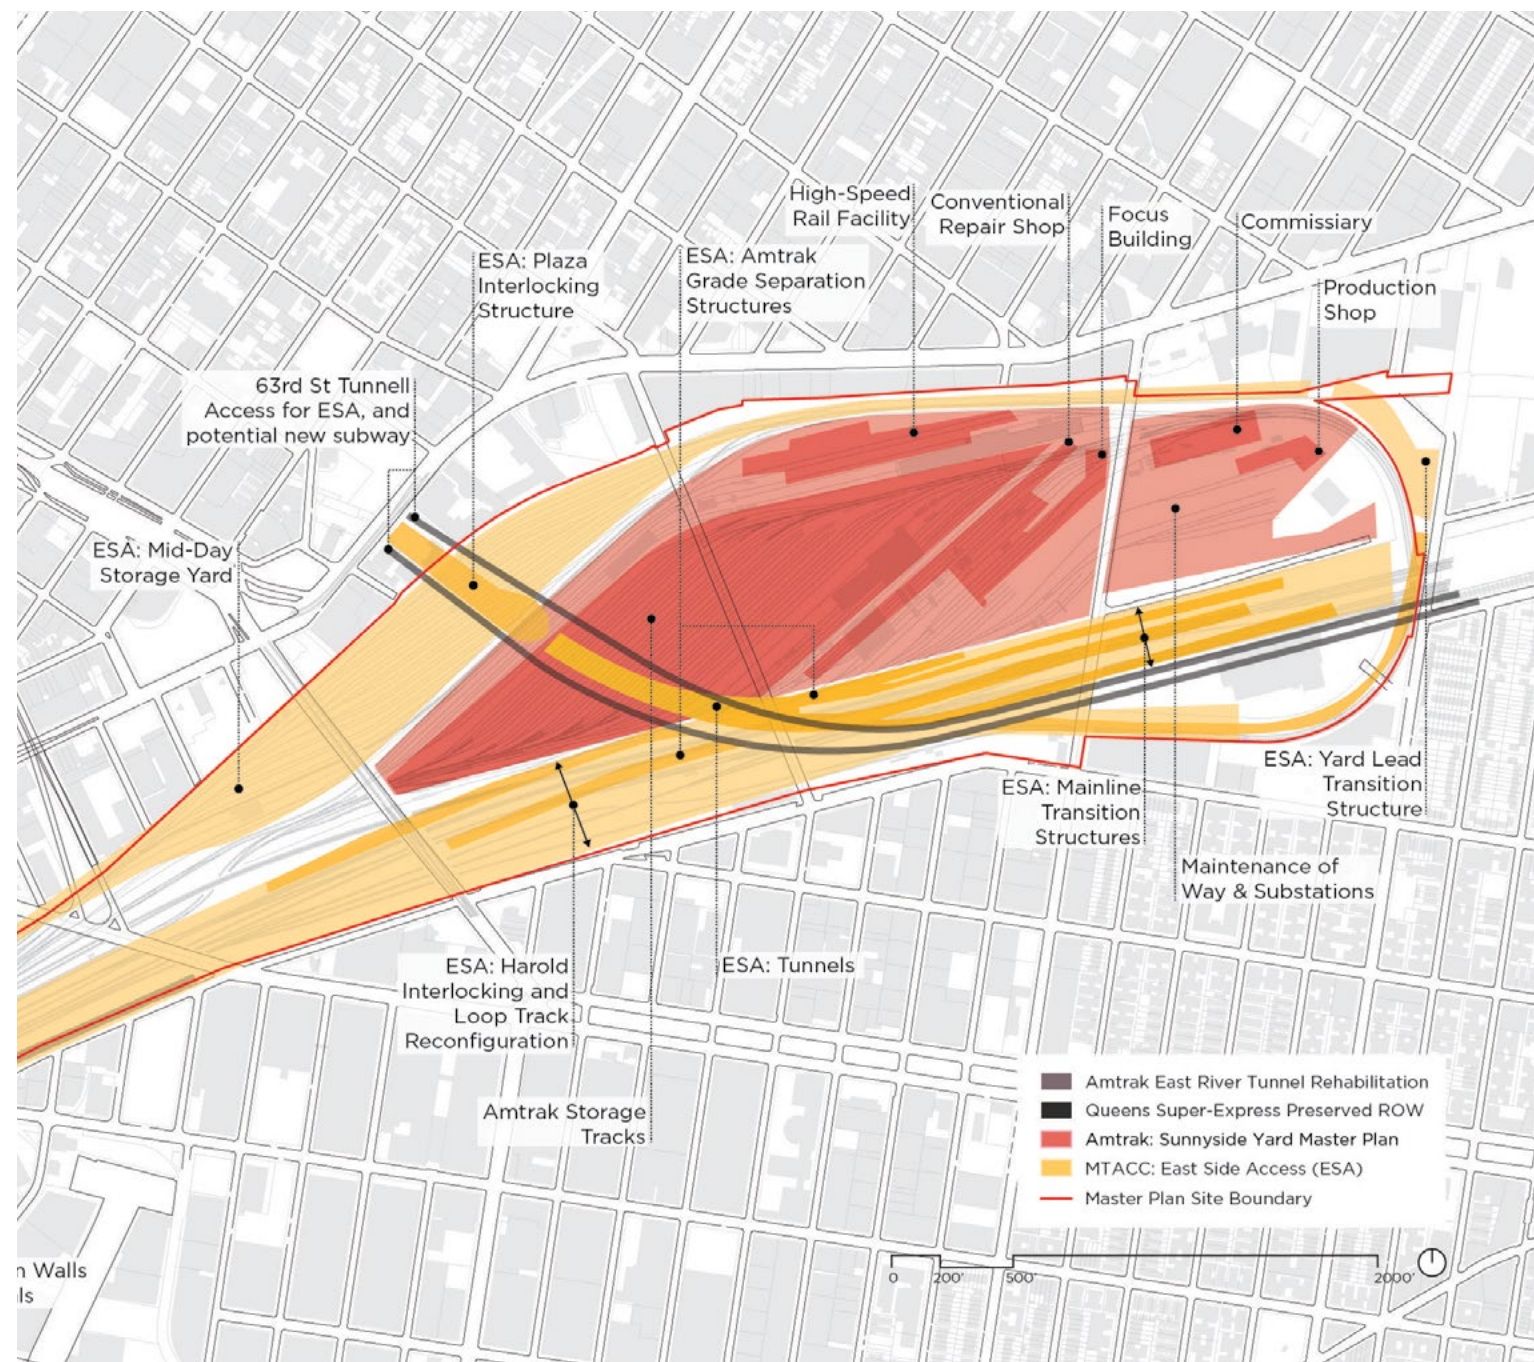 High-Speed
Rail Facility
Conventional
Repair Shop
Focus
Building
Commissiary
ESA: Plaza
Interlocking
Structure
ESA: Amtrak
Grade Separation
Structures
Production
Shop
63rd St Tunnell
Access for ESA, and
potential new subway
ESA: Mid-Day
Storage Yard
ESA: Yard Lead
Transition
Structure
ESA: Mainline
Transition
Structures
Maintenance of
Way & Substations
ESA: Harold
Interlocking and
Loop Track
Reconfiguration
ESA: Tunnels
Amtrak Storage
Tracks
Amtrak East River Tunnel Rehabilitation
Queens Super-Express Preserved ROW
Amtrak: Sunnyside Yard Master Plan
MTACC: East Side Access (ESA)
Master Plan Site Boundary
0 200' 500' 2000'
Walls